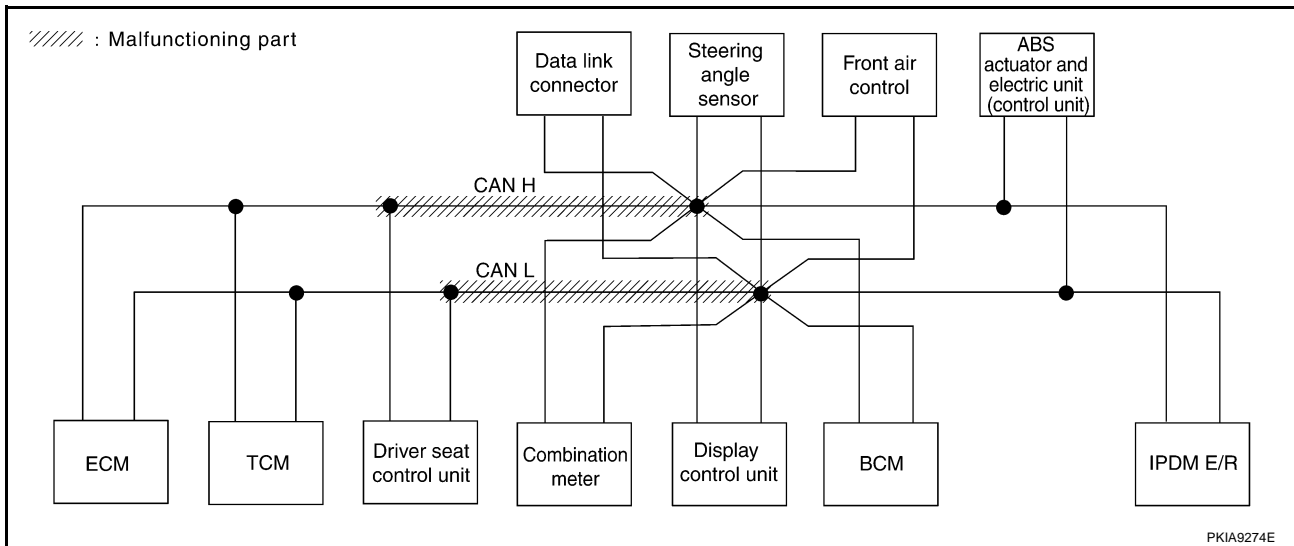 : Malfunctioning part
Data link
connector
Steering
angle
sensor
Front air
control
ABS
actuator and
electric unit
(control unit)
CAN H
CAN L
ECM
TCM
Driver seat
control unit
Combination
meter
Display
control unit
BCM
IPDM E/R
PKIA9274E